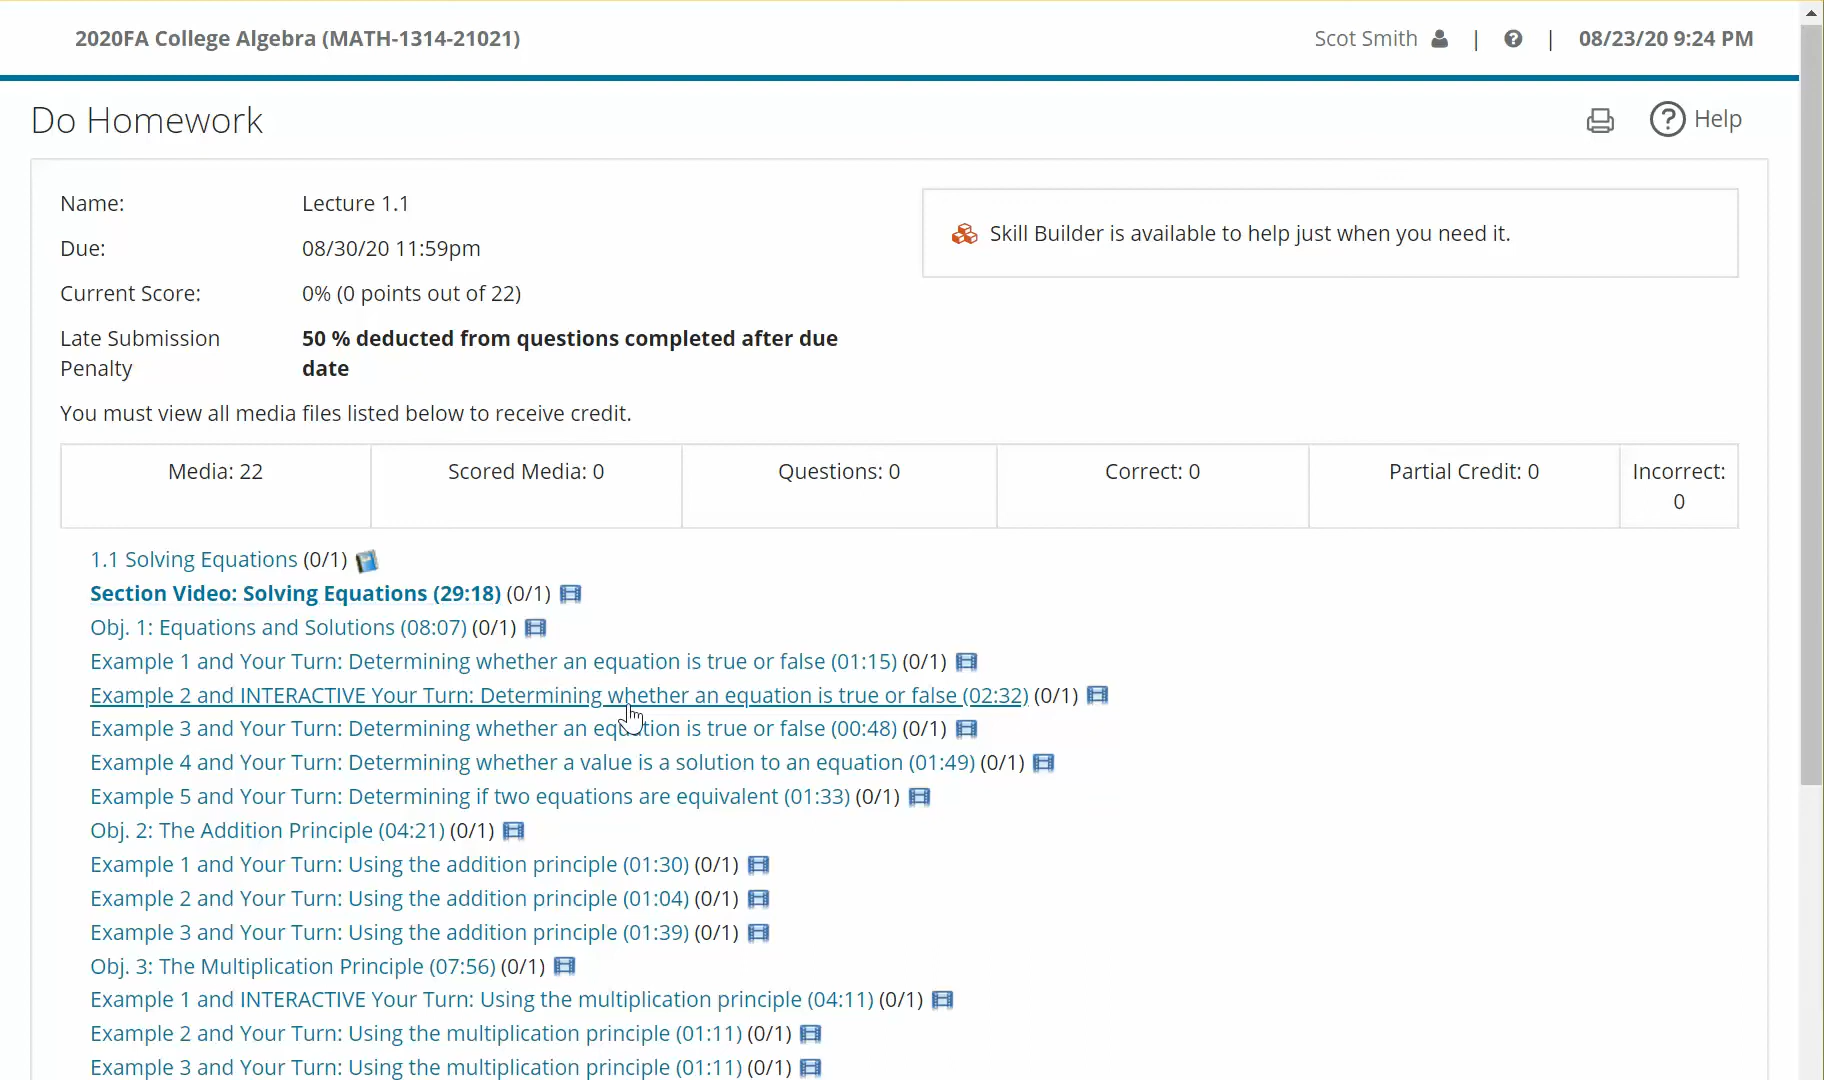 2020FA College Algebra (MATH-1314-21021)
Scot Smith | ? | 08/23/20 9:24 PM
Do Homework
? Help
Name: Lecture 1.1
Skill Builder is available to help just when you need it.
Due: 08/30/20 11:59pm
Current Score: 0% (0 points out of 22)
Late Submission Penalty
50 % deducted from questions completed after due date
You must view all media files listed below to receive credit.
Media: 22 Scored Media: 0 Questions: 0 Correct: 0 Partial Credit: 0 Incorrect: 0
1.1 Solving Equations (0/1)
Section Video: Solving Equations (29:18) (0/1)
Obj. 1: Equations and Solutions (08:07) (0/1)
Example 1 and Your Turn: Determining whether an equation is true or false (01:15) (0/1)
Example 2 and INTERACTIVE Your Turn: Determining whether an equation is true or false (02:32) (0/1)
Example 3 and Your Turn: Determining whether an equation is true or false (00:48) (0/1)
Example 4 and Your Turn: Determining whether a value is a solution to an equation (01:49) (0/1)
Example 5 and Your Turn: Determining if two equations are equivalent (01:33) (0/1)
Obj. 2: The Addition Principle (04:21) (0/1)
Example 1 and Your Turn: Using the addition principle (01:30) (0/1)
Example 2 and Your Turn: Using the addition principle (01:04) (0/1)
Example 3 and Your Turn: Using the addition principle (01:39) (0/1)
Obj. 3: The Multiplication Principle (07:56) (0/1)
Example 1 and INTERACTIVE Your Turn: Using the multiplication principle (04:11) (0/1)
Example 2 and Your Turn: Using the multiplication principle (01:11) (0/1)
Example 3 and Your Turn: Using the multiplication principle (01:11) (0/1)